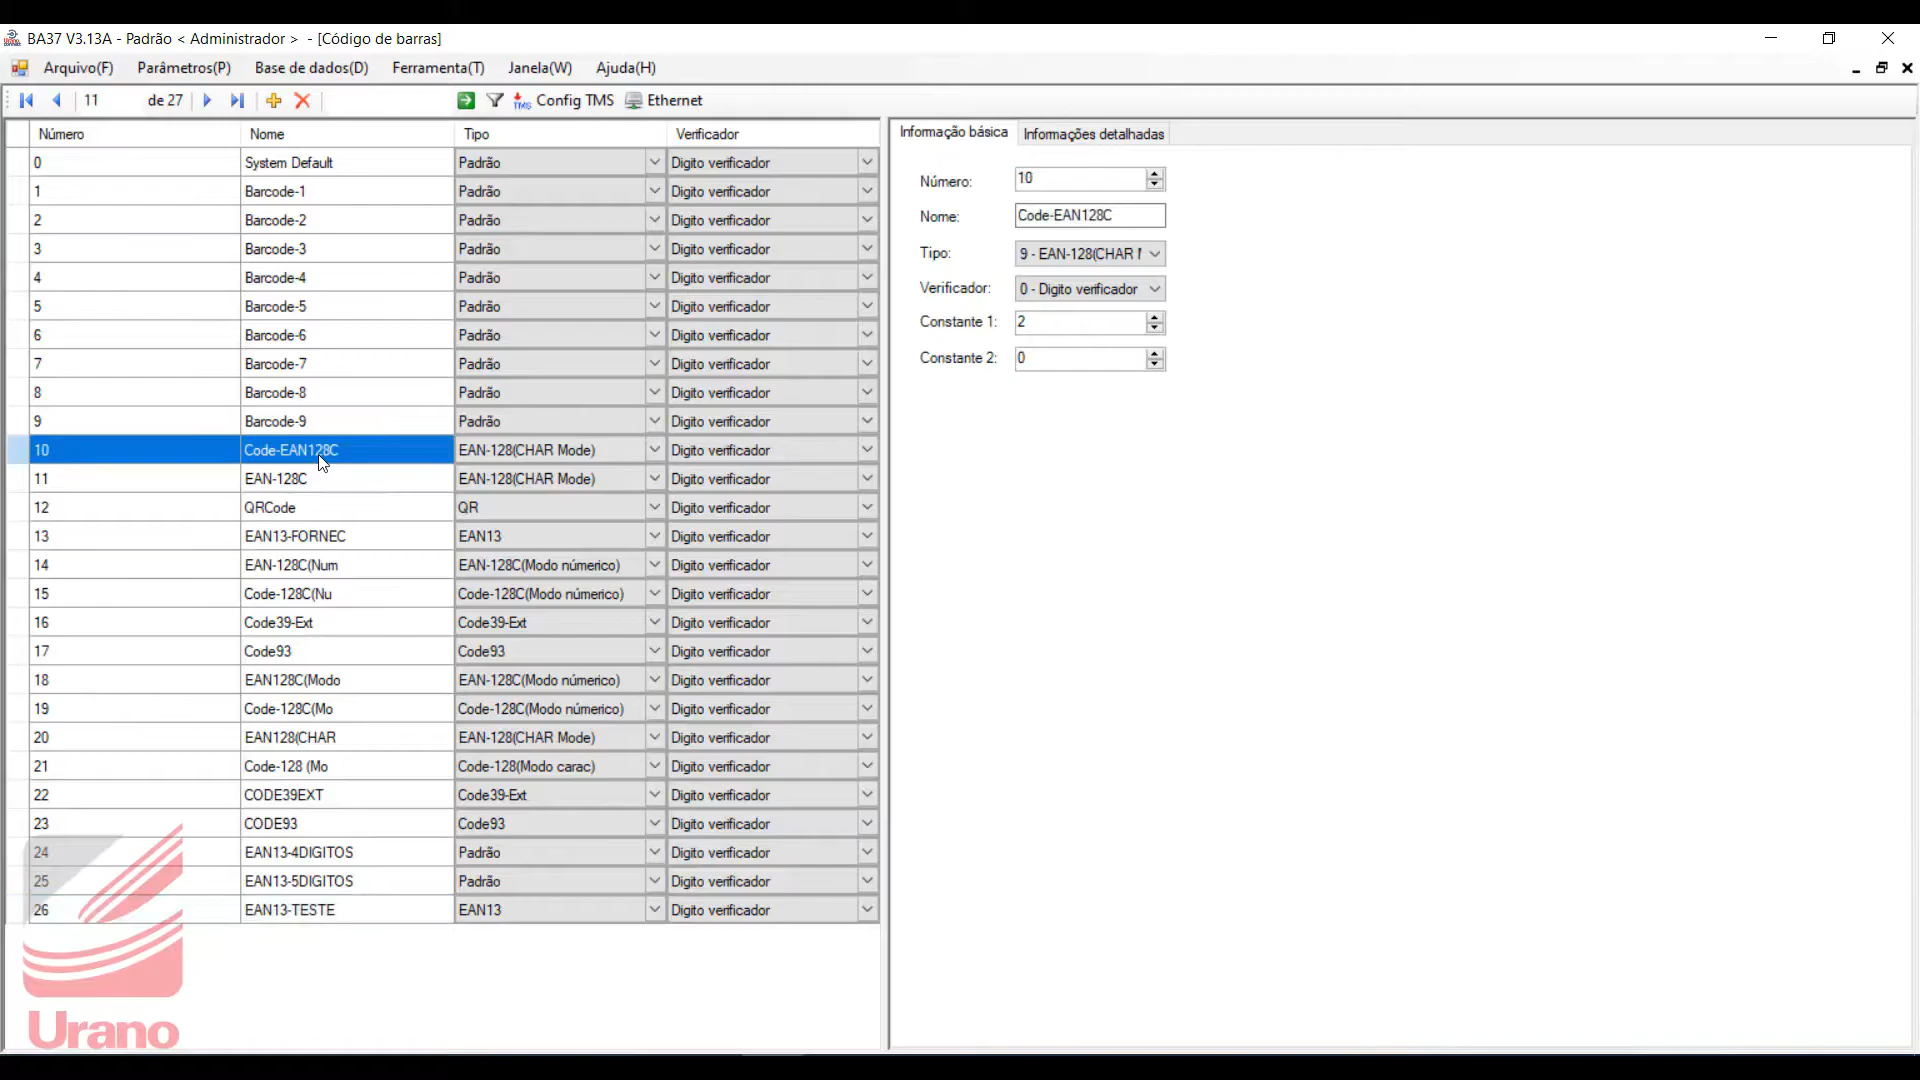 BA37 V3.13A - Padrão < Administrador > - [Código de barras]
Arquivo(F) Parâmetros(P) Base de dados(D) Ferramenta(T) Janela(W) Ajuda(H)
11 de 27 TMS Config TMS Ethernet
Número Nome Tipo Verificador
0 System Default Padrão Digito verificador
1 Barcode-1 Padrão Digito verificador
2 Barcode-2 Padrão Digito verificador
3 Barcode-3 Padrão Digito verificador
4 Barcode-4 Padrão Digito verificador
5 Barcode-5 Padrão Digito verificador
6 Barcode-6 Padrão Digito verificador
7 Barcode-7 Padrão Digito verificador
8 Barcode-8 Padrão Digito verificador
9 Barcode-9 Padrão Digito verificador
10 Code-EAN128C EAN-128(CHAR Mode) Digito verificador
11 EAN-128C EAN-128(CHAR Mode) Digito verificador
12 QRCode QR Digito verificador
13 EAN13-FORNEC EAN13 Digito verificador
14 EAN-128C(Num EAN-128C(Modo númerico) Digito verificador
15 Code-128C(Nu Code-128C(Modo númerico) Digito verificador
16 Code39-Ext Code39-Ext Digito verificador
17 Code93 Code93 Digito verificador
18 EAN128C(Modo EAN-128C(Modo númerico) Digito verificador
19 Code-128C(Mo Code-128C(Modo númerico) Digito verificador
20 EAN128(CHAR EAN-128(CHAR Mode) Digito verificador
21 Code-128 (Mo Code-128(Modo carac) Digito verificador
22 CODE39EXT Code39-Ext Digito verificador
23 CODE93 Code93 Digito verificador
24 EAN13-4DIGITOS Padrão Digito verificador
25 EAN13-5DIGITOS Padrão Digito verificador
26 EAN13-TESTE EAN13 Digito verificador
Urano
Informação básica Informações detalhadas
Número: 10
Nome: Code-EAN128C
Tipo: 9 - EAN-128(CHAR
Verificador: 0 - Digito verificador
Constante 1: 2
Constante 2: 0